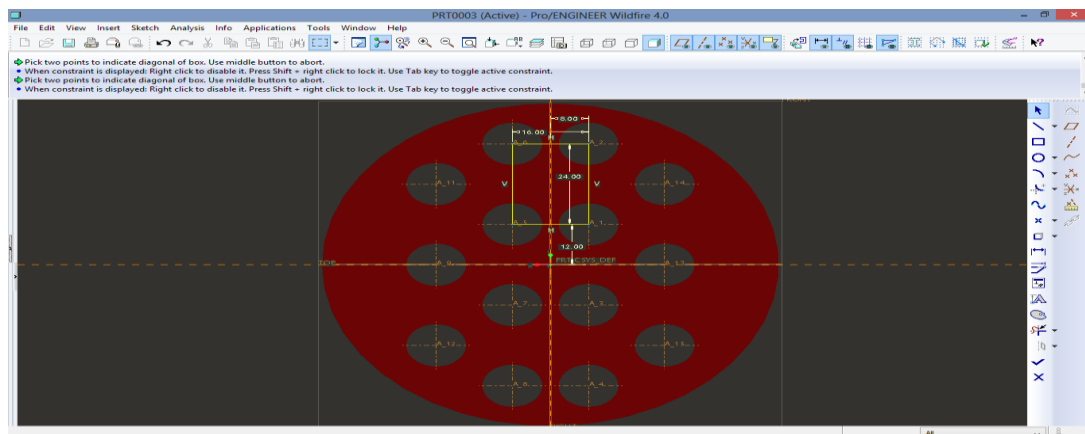 PRT0003 (Active) - Pro/ENGINEER Wildfire 4.0
File Edit View Insert Sketch Analysis Info Applications Tools Window Help
Pick two points to indicate diagonal of box. Use middle button to abort.
When constraint is displayed: Right click to disable it. Press Shift + right click to lock it. Use Tab key to toggle active constraint.
Pick two points to indicate diagonal of box. Use middle button to abort.
When constraint is displayed: Right click to disable it. Press Shift + right click to lock it. Use Tab key to toggle active constraint.
8.00
16.00
H
A_6 A_2
24.00
A_11 V V A_14
A_5 A_1
H
12.00
TOP A_9 PRT_CSYS_DEF A_13
A_7 A_3
A_12 A_15
A_8 A_4
All